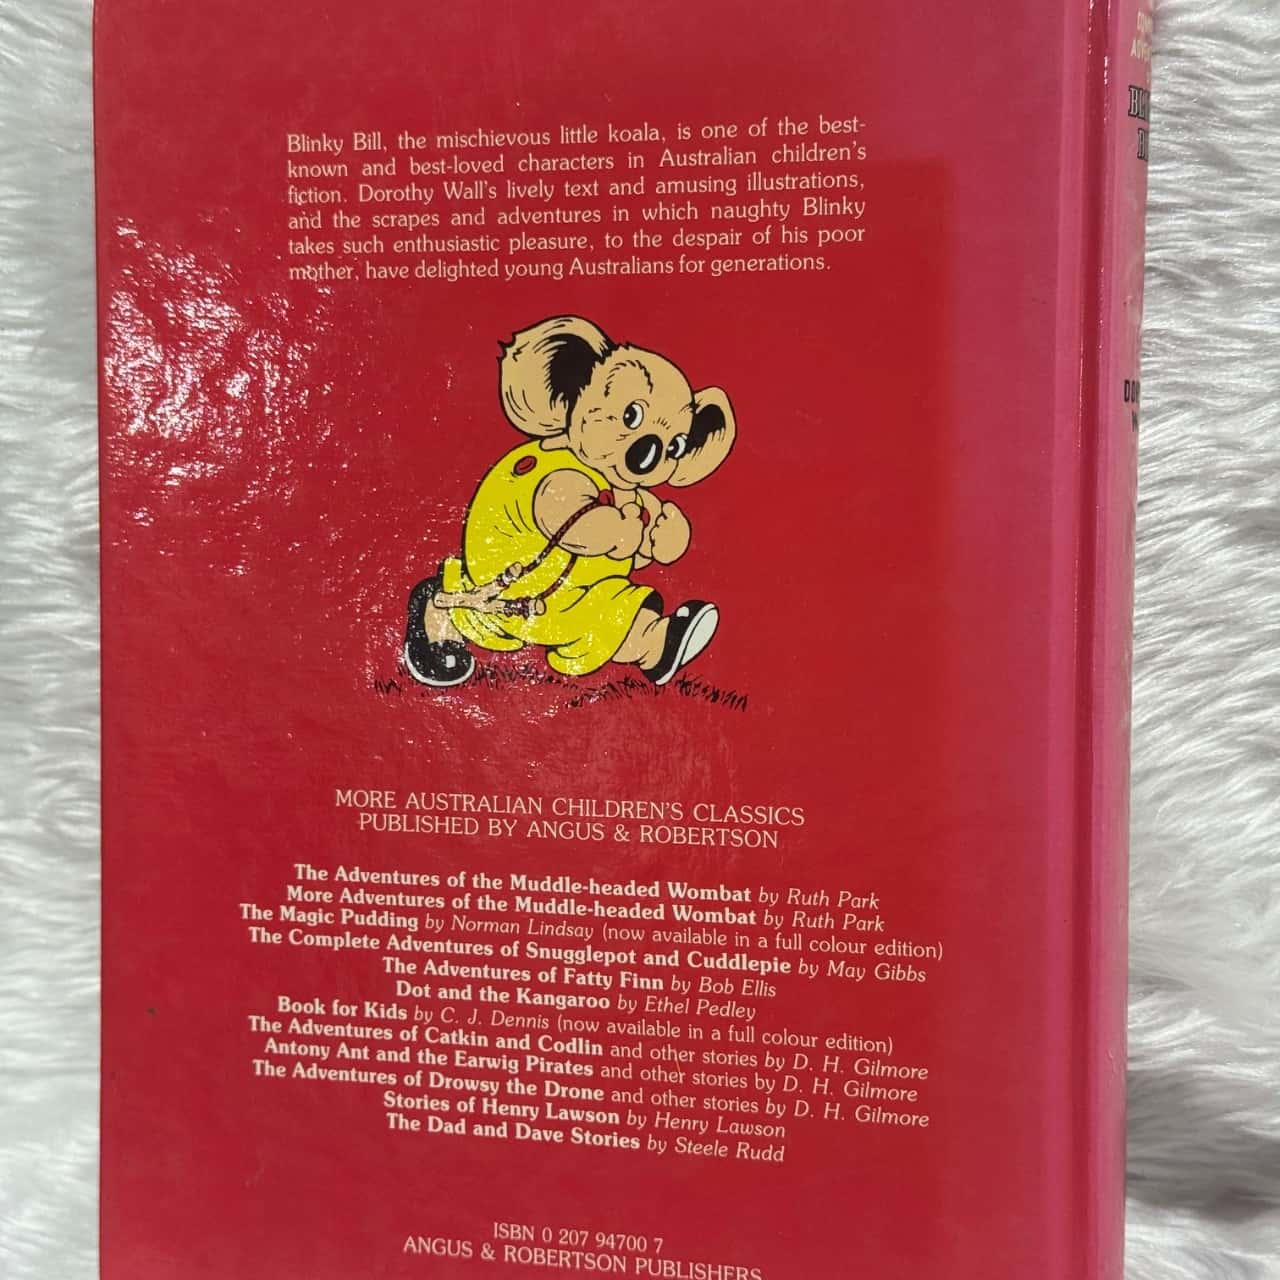 Blinky Bill, the mischievous little koala, is one of the best-
known and best-loved characters in Australian children's
fiction. Dorothy Wall's lively text and amusing illustrations,
and the scrapes and adventures in which naughty Blinky
takes such enthusiastic pleasure, to the despair of his poor
mother, have delighted young Australians for generations.
MORE AUSTRALIAN CHILDREN'S CLASSICS
PUBLISHED BY ANGUS & ROBERTSON
The Adventures of the Muddle-headed Wombat by Ruth Park
More Adventures of the Muddle-headed Wombat by Ruth Park
The Magic Pudding by Norman Lindsay (now available in a full colour edition)
The Complete Adventures of Snugglepot and Cuddlepie by May Gibbs
The Adventures of Fatty Finn by Bob Ellis
Dot and the Kangaroo by Ethel Pedley
Book for Kids by C. J. Dennis (now available in a full colour edition)
The Adventures of Catkin and Codlin and other stories by D. H. Gilmore
Antony Ant and the Earwig Pirates and other stories by D. H. Gilmore
The Adventures of Drowsy the Drone and other stories by D. H. Gilmore
Stories of Henry Lawson by Henry Lawson
The Dad and Dave Stories by Steele Rudd
ISBN 0 207 94700 7
ANGUS & ROBERTSON PUBLISHERS